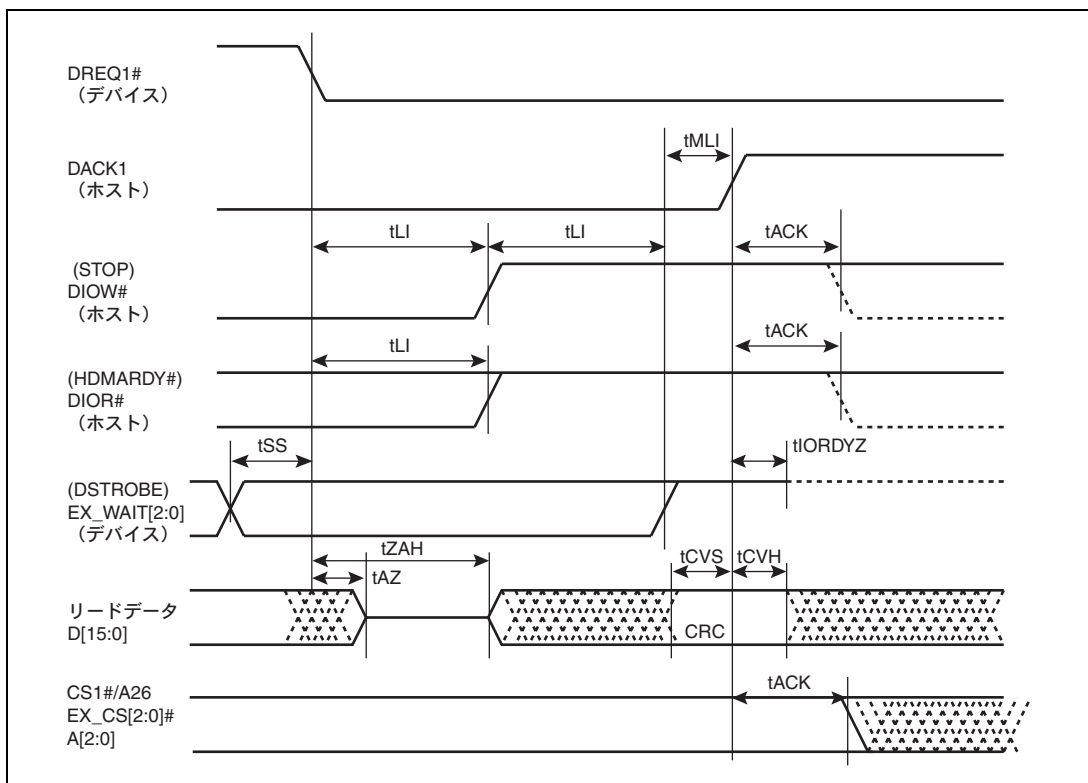 DREQ1#
（デバイス）
tMLI
DACK1
（ホスト）
tLI
tLI
tACK
(STOP)
DIOW#
（ホスト）
tLI
tACK
(HDMARDY#)
DIOR#
（ホスト）
tSS
tIORDYZ
(DSTROBE)
EX_WAIT[2:0]
（デバイス）
tZAH
tCVS
tCVH
tAZ
リードデータ
D[15:0]
CRC
CS1#/A26
EX_CS[2:0]#
A[2:0]
tACK